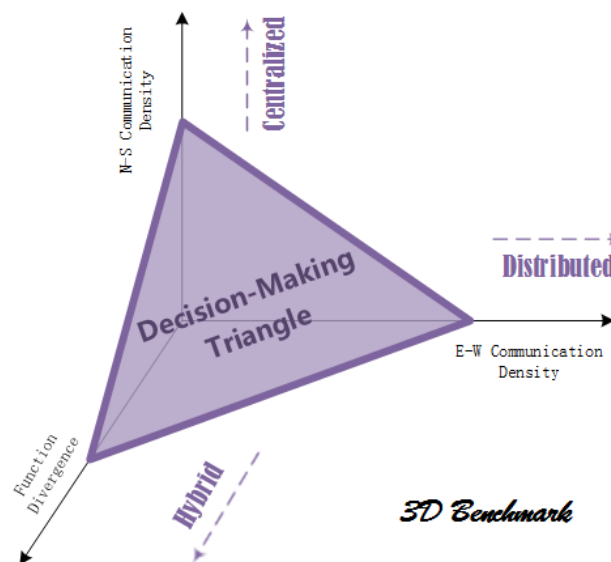 N-S Communication
Density
Centralized
Distributed
Decision-Making
Triangle
E-W Communication
Density
Function
Divergence
Hybrid
3D Benchmark